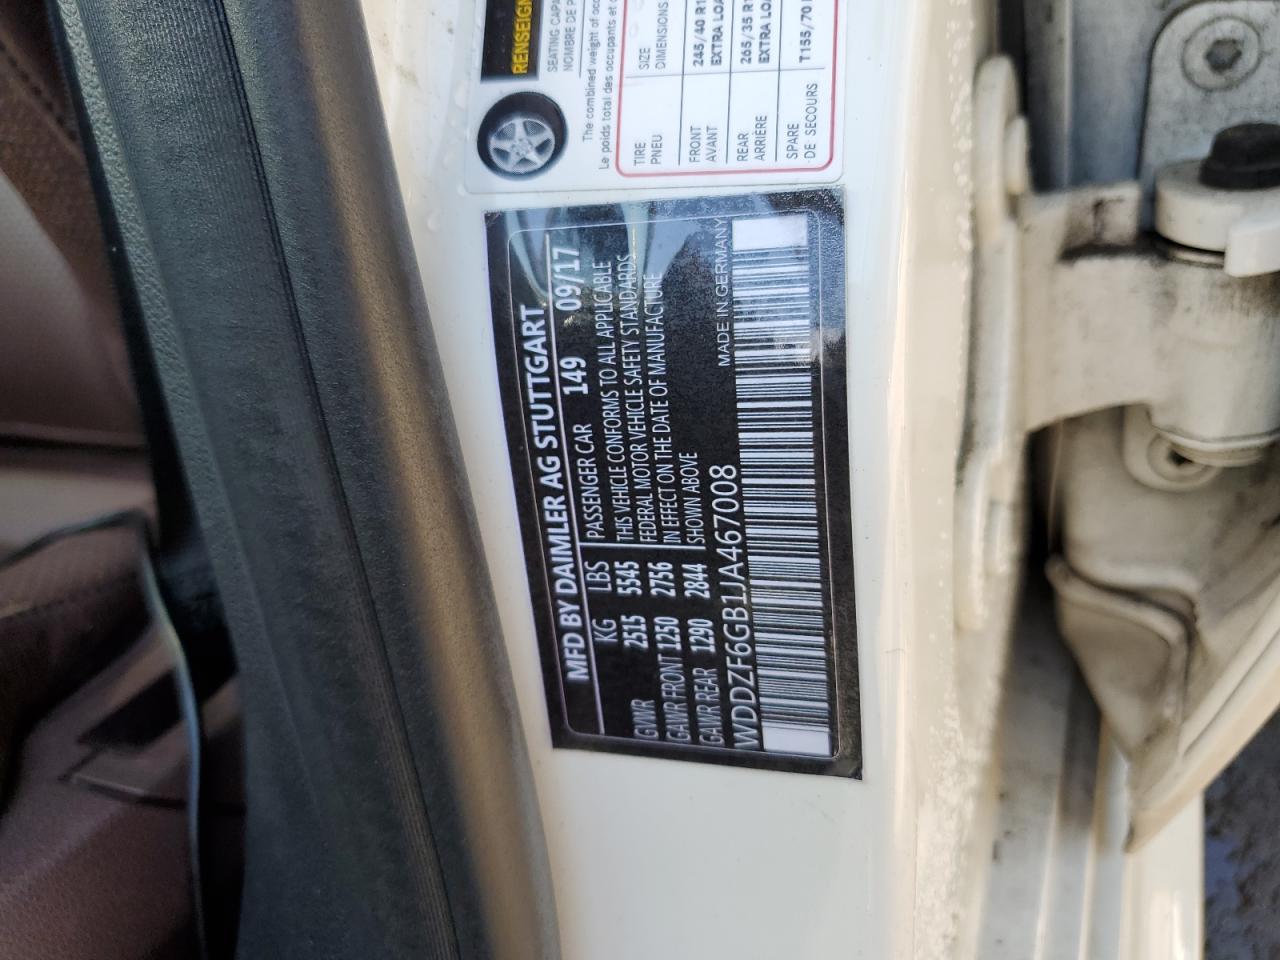 RENSEIGN
SEATING CAPA
NOMBRE DE P
The combined weight of occ
Le poids total des occupants et c
TIRE SIZE
PNEU DIMENSIONS
FRONT 245/40 R1
AVANT EXTRA LOA
REAR 265/35 R1
ARRIÈRE EXTRA LOA
SPARE T155/70
DE SECOURS
MFD BY DAIMLER AG STUTTGART
KG LBS PASSENGER CAR 149 09/17
GVWR 2515 5545 THIS VEHICLE CONFORMS TO ALL APPLICABLE
FEDERAL MOTOR VEHICLE SAFETY STANDARDS
GAWR FRONT 1250 2756 IN EFFECT ON THE DATE OF MANUFACTURE
GAWR REAR 1290 2844 SHOWN ABOVE
WDDZF6GB1JA467008 MADE IN GERMANY